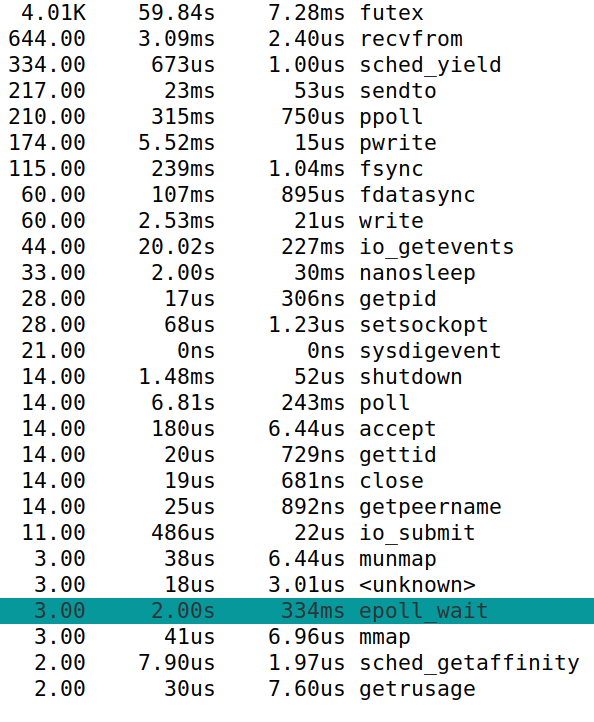 4.01K 59.84s 7.28ms futex
644.00 3.09ms 2.40us recvfrom
334.00 673us 1.00us sched_yield
217.00 23ms 53us sendto
210.00 315ms 750us ppoll
174.00 5.52ms 15us pwrite
115.00 239ms 1.04ms fsync
60.00 107ms 895us fdatasync
60.00 2.53ms 21us write
44.00 20.02s 227ms io_getevents
33.00 2.00s 30ms nanosleep
28.00 17us 306ns getpid
28.00 68us 1.23us setsockopt
21.00 0ns 0ns sysdigevent
14.00 1.48ms 52us shutdown
14.00 6.81s 243ms poll
14.00 180us 6.44us accept
14.00 20us 729ns gettid
14.00 19us 681ns close
14.00 25us 892ns getpeername
11.00 486us 22us io_submit
3.00 38us 6.44us munmap
3.00 18us 3.01us <unknown>
3.00 2.00s 334ms epoll_wait
3.00 41us 6.96us mmap
2.00 7.90us 1.97us sched_getaffinity
2.00 30us 7.60us getrusage